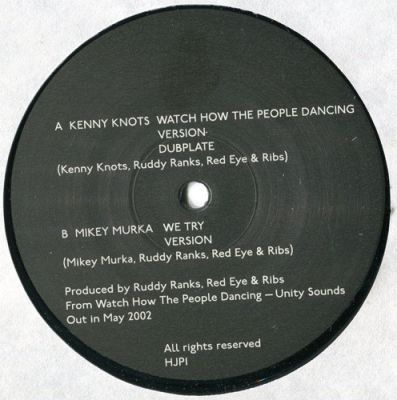 A KENNY KNOTS WATCH HOW THE PEOPLE DANCING
VERSION
DUBPLATE
(Kenny Knots, Ruddy Ranks, Red Eye & Ribs)
B MIKEY MURKA WE TRY
VERSION
(Mikey Murka, Ruddy Ranks, Red Eye & Ribs)
Produced by Ruddy Ranks, Red Eye & Ribs
From Watch How The People Dancing — Unity Sounds
Out in May 2002
All rights reserved
HJP1